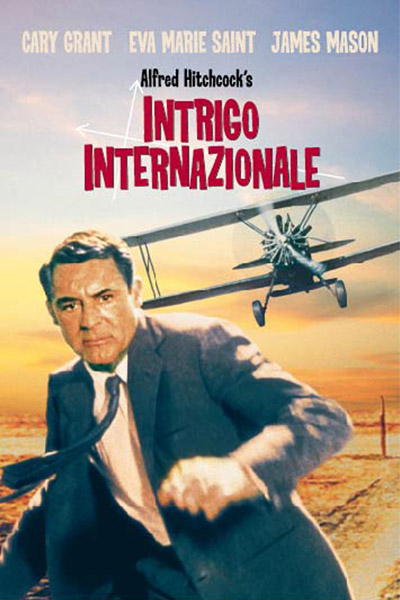 CARY GRANT EVA MARIE SAINT JAMES MASON
Alfred Hitchcock's
INTRIGO
INTERNAZIONALE